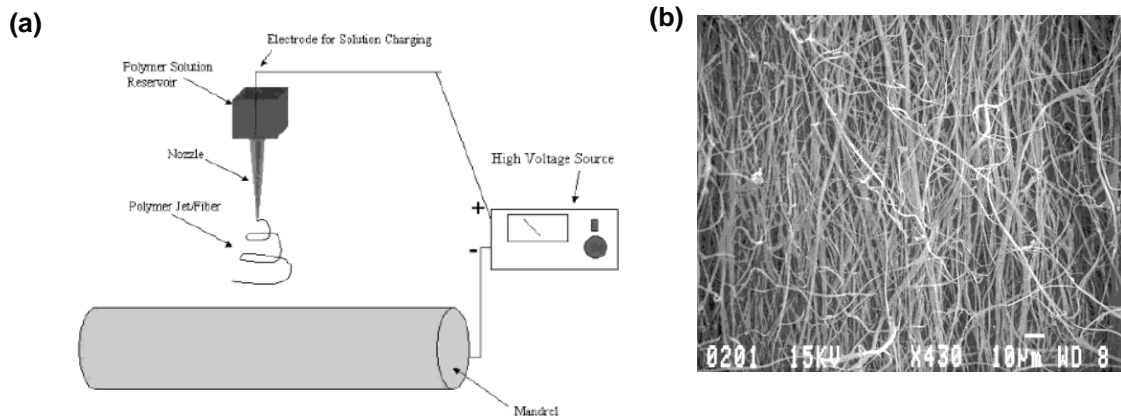 (a)
Electrode for Solution Charging
Polymer Solution
Reservoir
Nozzle
High Voltage Source
Polymer Jet/Fiber
+
-
Mandrel
(b)
0201 15KV X430 10µm WD 8